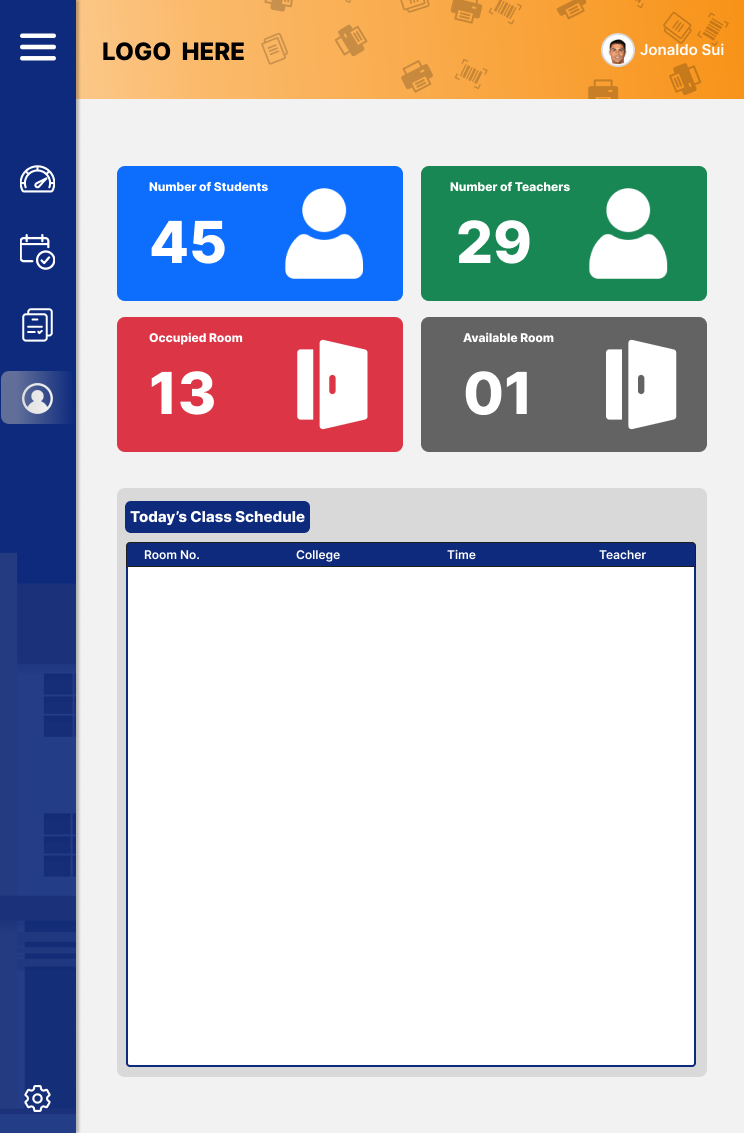 LOGO HERE
Jonaldo Sui
Number of Students
45
Number of Teachers
29
Occupied Room
13
Available Room
01
Today’s Class Schedule
Room No. College Time Teacher